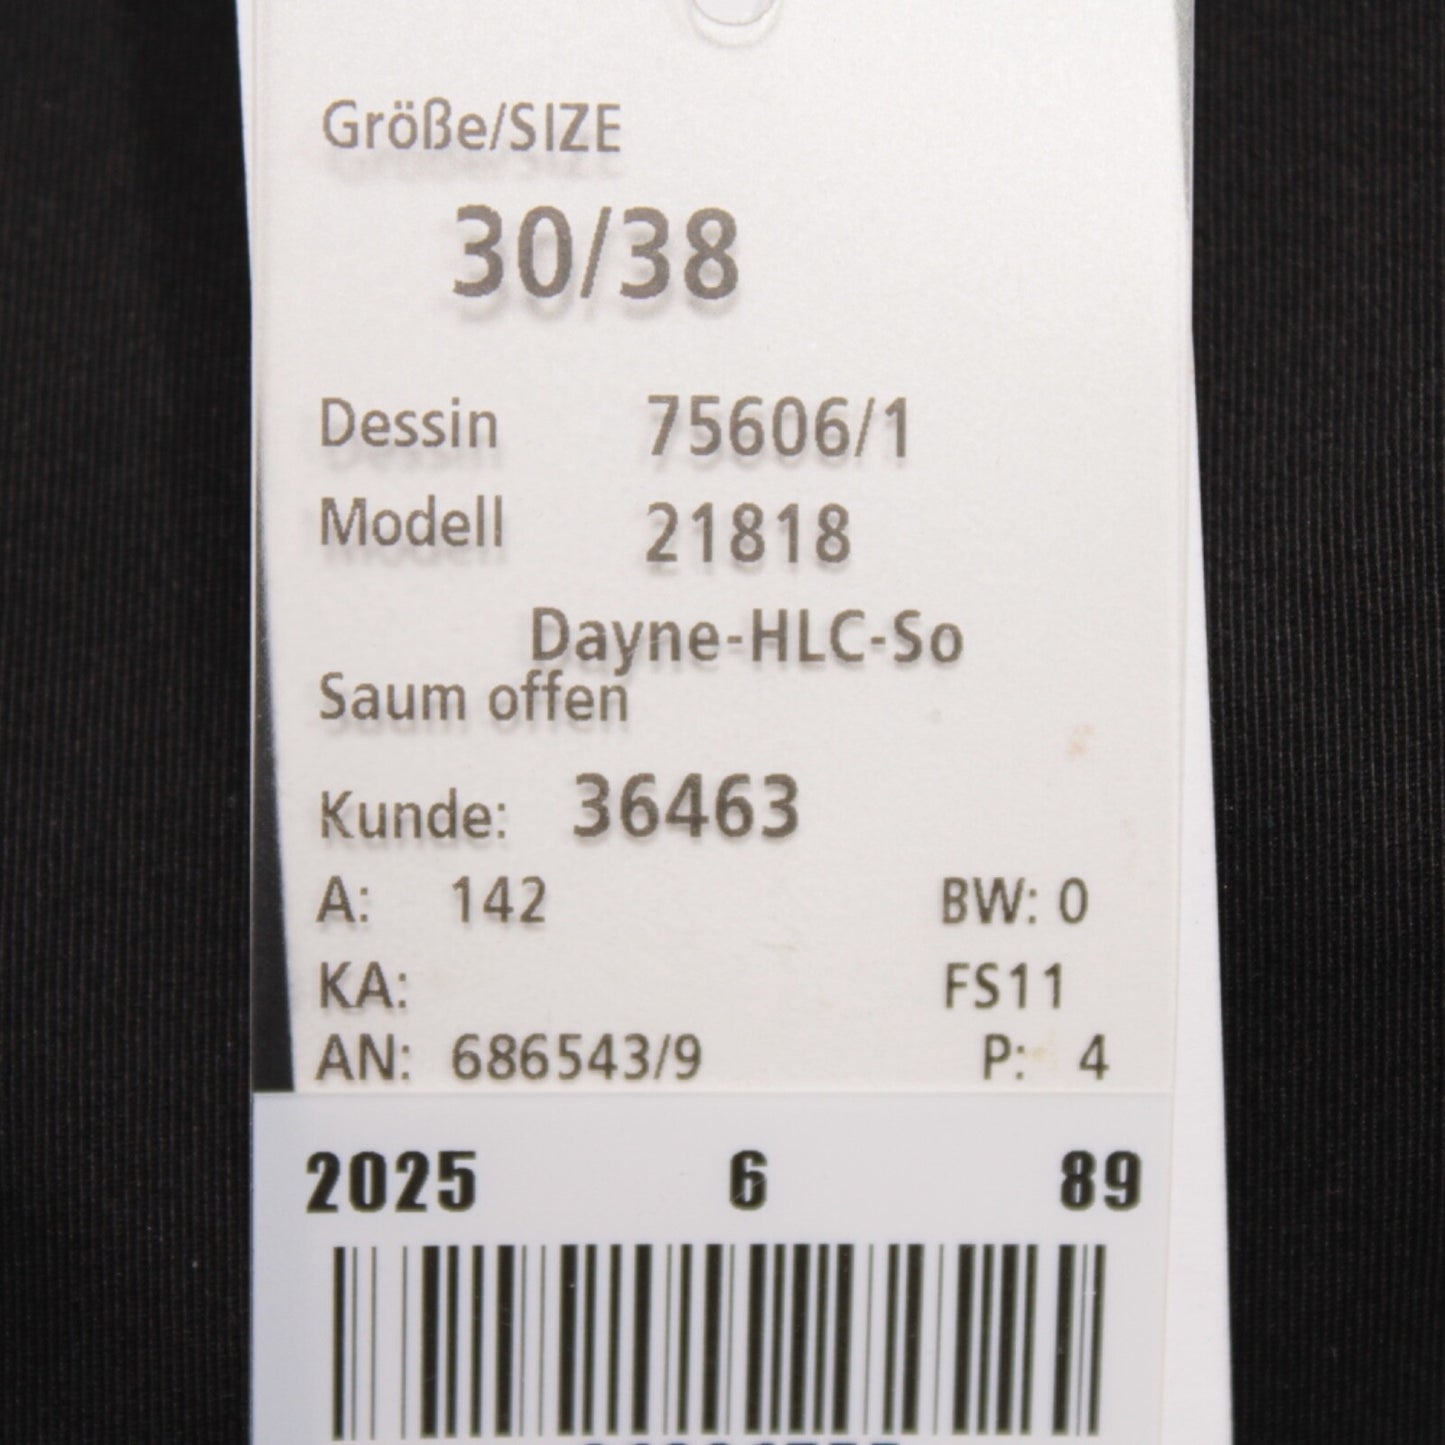 Größe/SIZE
30/38
Dessin 75606/1
Modell 21818
Dayne-HLC-So
Saum offen
Kunde: 36463
A: 142 BW: 0
KA: FS11
AN: 686543/9 P: 4
2025 6 89